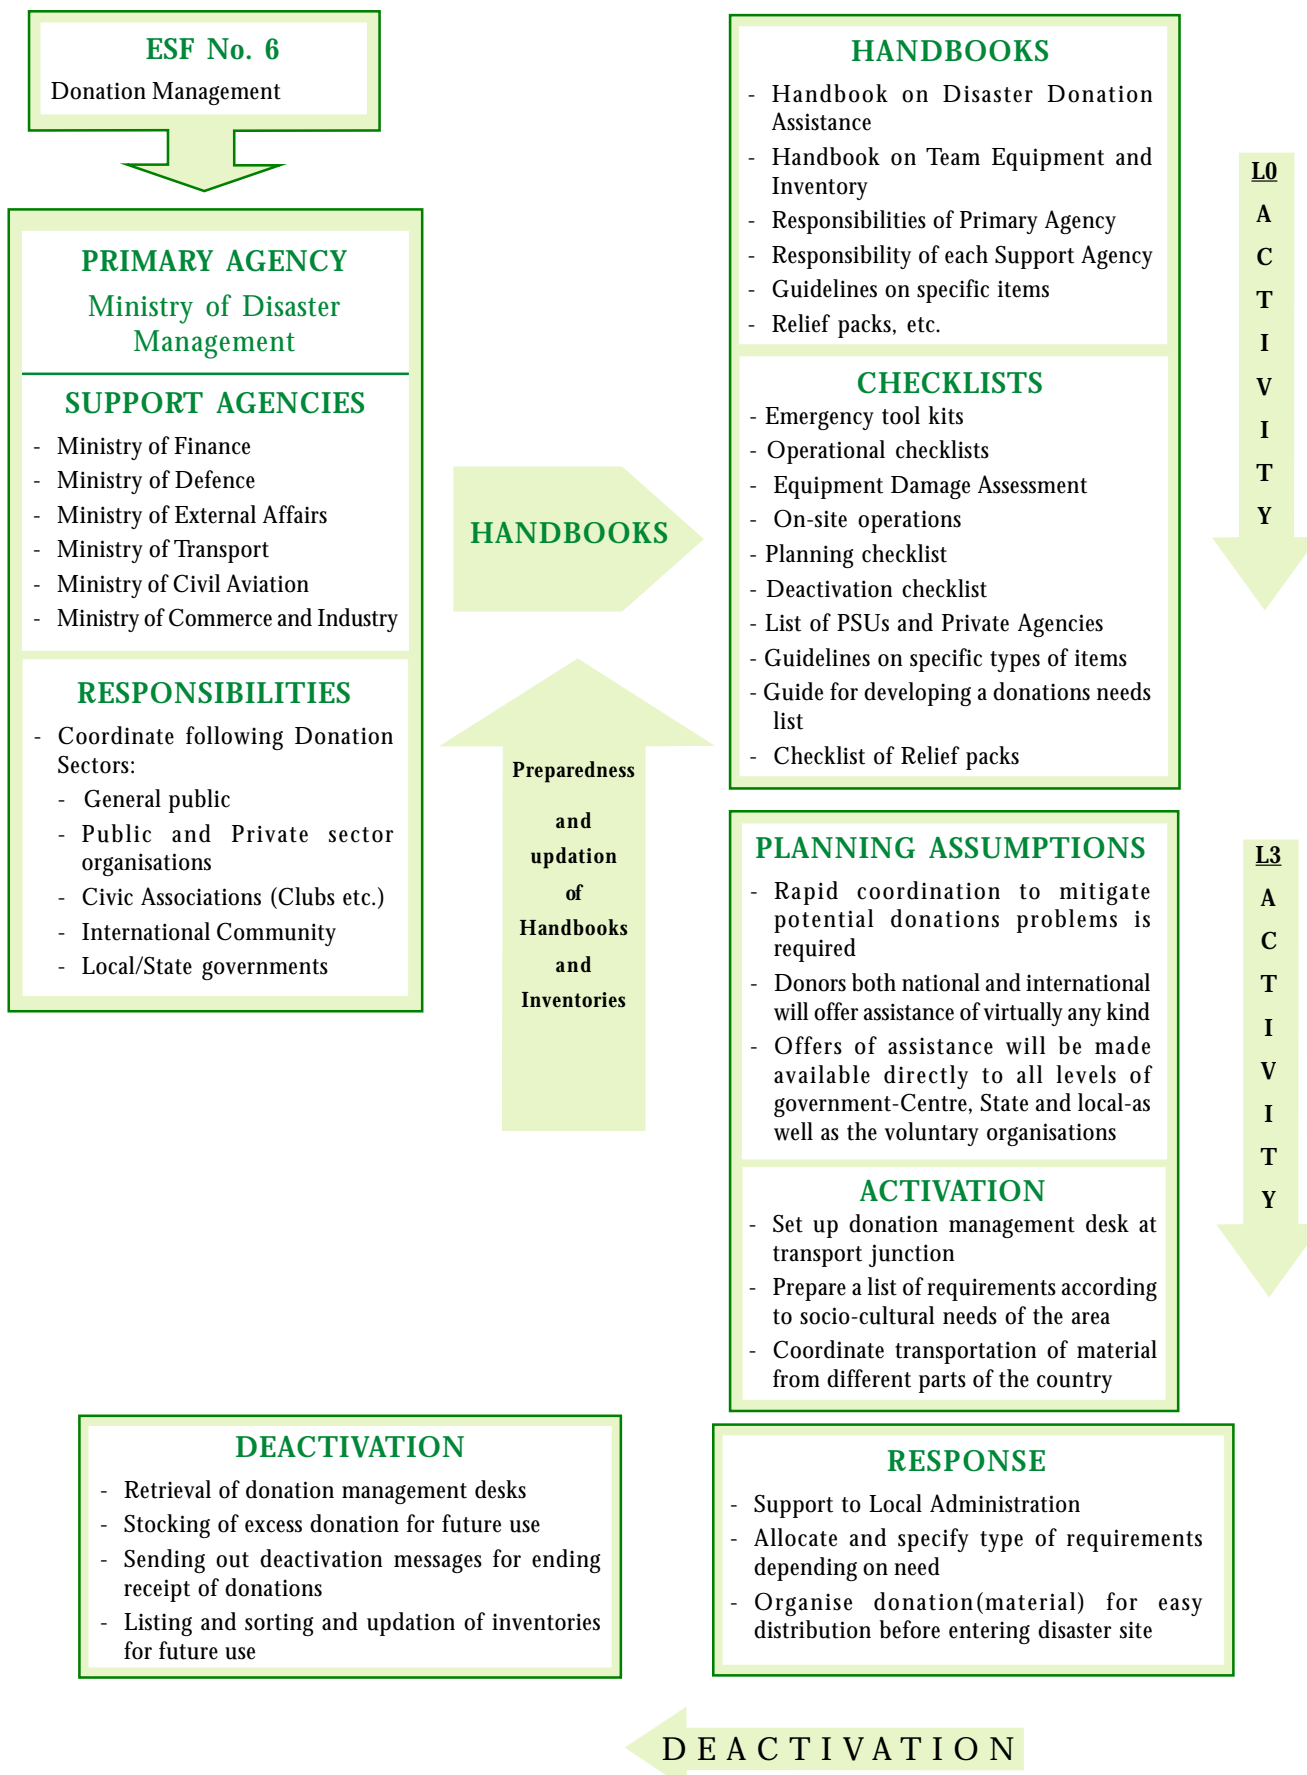 ESF No. 6
Donation Management
PRIMARY AGENCY
Ministry of Disaster
Management
SUPPORT AGENCIES
- Ministry of Finance
- Ministry of Defence
- Ministry of External Affairs
- Ministry of Transport
- Ministry of Civil Aviation
- Ministry of Commerce and Industry
RESPONSIBILITIES
- Coordinate following Donation
Sectors:
- General public
- Public and Private sector
organisations
- Civic Associations (Clubs etc.)
- International Community
- Local/State governments
HANDBOOKS
Preparedness
and
updation
of
Handbooks
and
Inventories
HANDBOOKS
- Handbook on Disaster Donation
Assistance
- Handbook on Team Equipment and
Inventory
- Responsibilities of Primary Agency
- Responsibility of each Support Agency
- Guidelines on specific items
- Relief packs, etc.
CHECKLISTS
- Emergency tool kits
- Operational checklists
- Equipment Damage Assessment
- On-site operations
- Planning checklist
- Deactivation checklist
- List of PSUs and Private Agencies
- Guidelines on specific types of items
- Guide for developing a donations needs
list
- Checklist of Relief packs
L0
A
C
T
I
V
I
T
Y
PLANNING ASSUMPTIONS
- Rapid coordination to mitigate
potential donations problems is
required
- Donors both national and international
will offer assistance of virtually any kind
- Offers of assistance will be made
available directly to all levels of
government-Centre, State and local-as
well as the voluntary organisations
ACTIVATION
- Set up donation management desk at
transport junction
- Prepare a list of requirements according
to socio-cultural needs of the area
- Coordinate transportation of material
from different parts of the country
L3
A
C
T
I
V
I
T
Y
RESPONSE
- Support to Local Administration
- Allocate and specify type of requirements
depending on need
- Organise donation(material) for easy
distribution before entering disaster site
DEACTIVATION
- Retrieval of donation management desks
- Stocking of excess donation for future use
- Sending out deactivation messages for ending
receipt of donations
- Listing and sorting and updation of inventories
for future use
DEACTIVATION